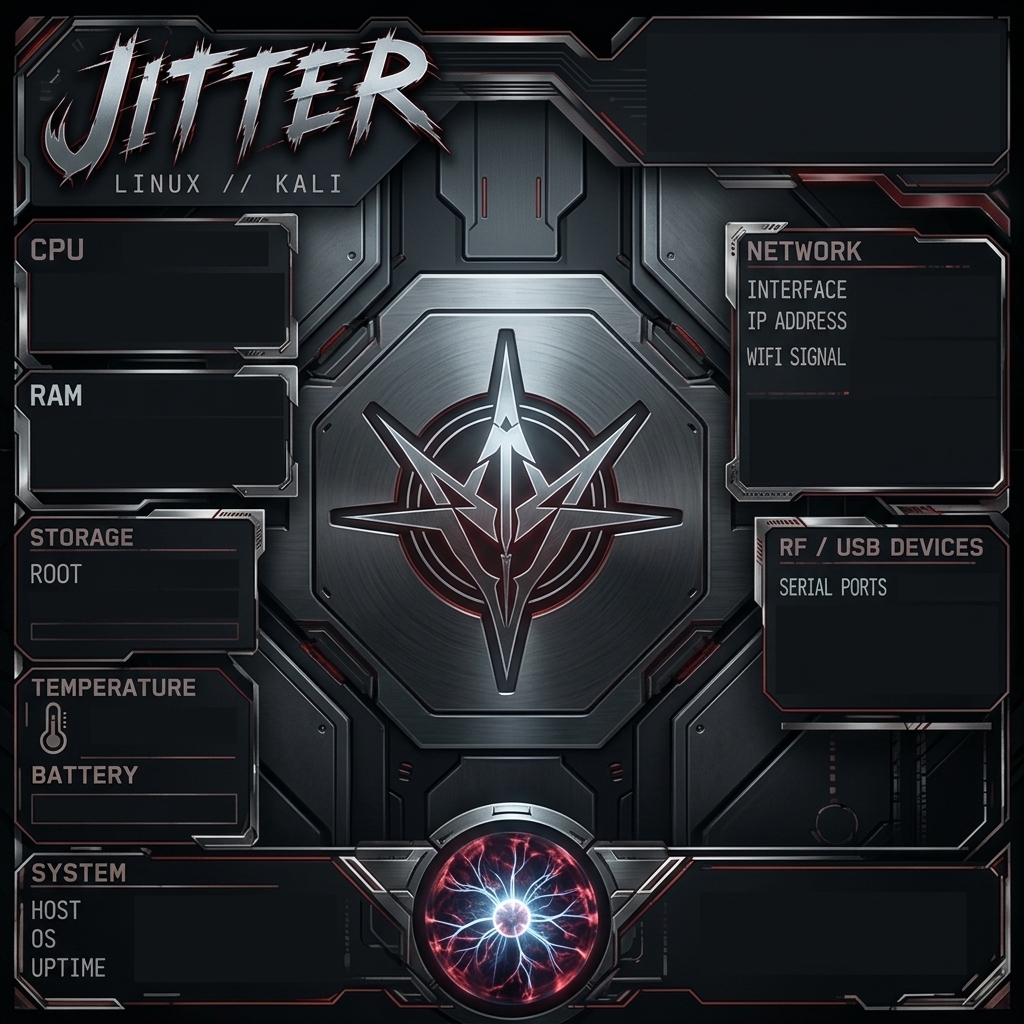 JITTER
LINUX // KALI
CPU
RAM
STORAGE
ROOT
TEMPERATURE
BATTERY
SYSTEM
HOST
OS
UPTIME
NETWORK
INTERFACE
IP ADDRESS
WIFI SIGNAL
RF / USB DEVICES
SERIAL PORTS